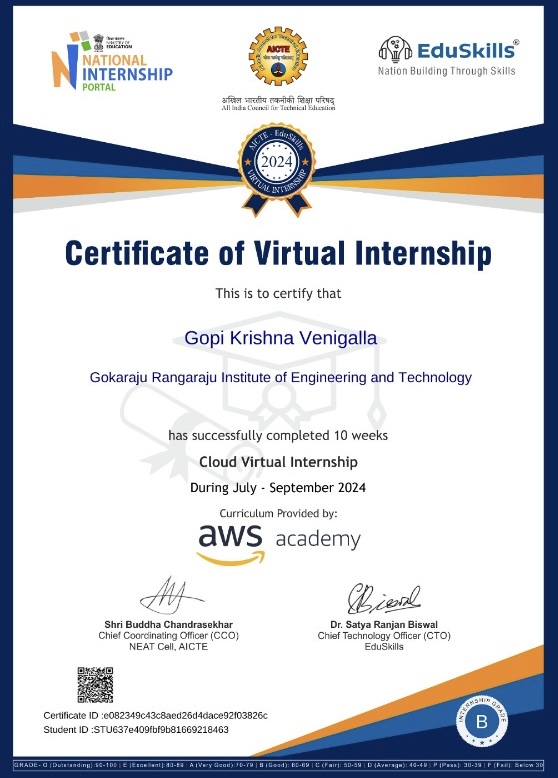 शिक्षा मंत्रालय
MINISTRY OF
EDUCATION
NATIONAL
INTERNSHIP
PORTAL
AICTE
अखिल भारतीय तकनीकी शिक्षा परिषद्
All India Council for Technical Education
EduSkills®
Nation Building Through Skills
AICTE - EduSkills
2024
VIRTUAL INTERNSHIP
Certificate of Virtual Internship
This is to certify that
Gopi Krishna Venigalla
Gokaraju Rangaraju Institute of Engineering and Technology
has successfully completed 10 weeks
Cloud Virtual Internship
During July - September 2024
Curriculum Provided by:
aws academy
Shri Buddha Chandrasekhar
Chief Coordinating Officer (CCO)
NEAT Cell, AICTE
Dr. Satya Ranjan Biswal
Chief Technology Officer (CTO)
EduSkills
Certificate ID :e082349c43c8aed26d4dace92f03826c
Student ID :STU637e409fbf9b81669218463
INTERNSHIP GRADE
B
GRADE- O (Outstanding):90-100 | E (Excellent):80-89 | A (Very Good):70-79 | B (Good): 60-69 | C (Fair): 50-59 | D (Average): 40-49 | P (Pass): 30-39 | F (Fail): Below 30